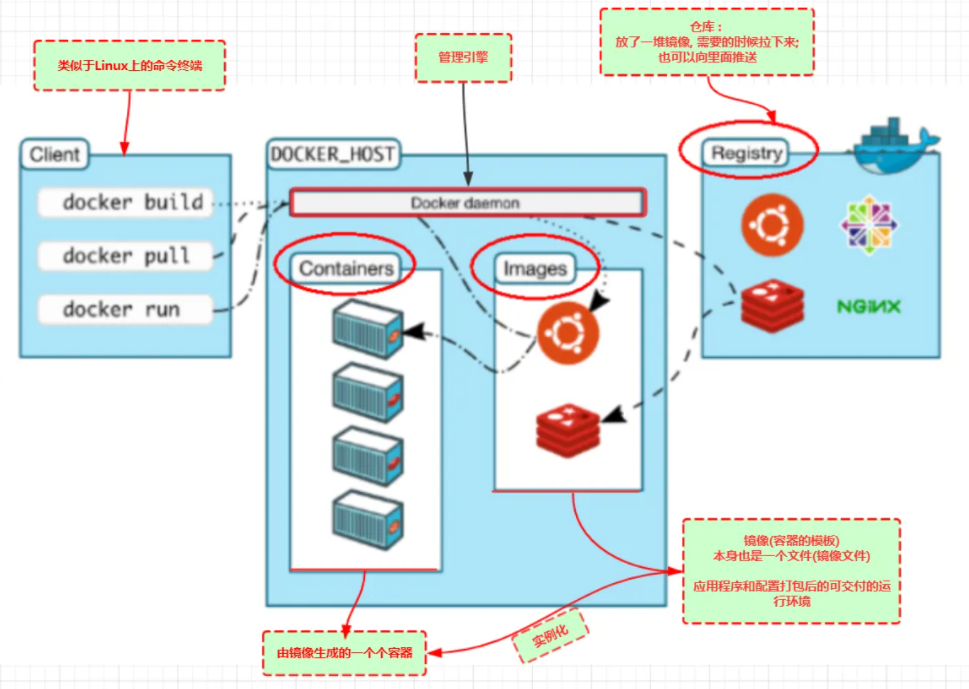 类似于Linux上的命令终端
管理引擎
仓库：
放了一堆镜像, 需要的时候拉下来;
也可以向里面推送
Client
docker build
docker pull
docker run
DOCKER_HOST
Docker daemon
Containers
Images
Registry
NGINX
镜像(容器的模板)
本身也是一个文件(镜像文件)
应用程序和配置打包后的可交付的运
行环境
实例化
由镜像生成的一个个容器